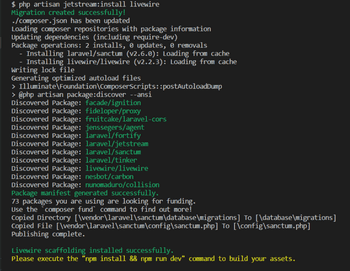 $ php artisan jetstream:install livewire
Migration created successfully!
./composer.json has been updated
Loading composer repositories with package information
Updating dependencies (including require-dev)
Package operations: 2 installs, 0 updates, 0 removals
- Installing laravel/sanctum (v2.6.0): Loading from cache
- Installing livewire/livewire (v2.2.3): Loading from cache
Writing lock file
Generating optimized autoload files
> Illuminate\Foundation\ComposerScripts::postAutoloadDump
> @php artisan package:discover --ansi
Discovered Package: facade/ignition
Discovered Package: fideloper/proxy
Discovered Package: fruitcake/laravel-cors
Discovered Package: jenssegers/agent
Discovered Package: laravel/fortify
Discovered Package: laravel/jetstream
Discovered Package: laravel/sanctum
Discovered Package: laravel/tinker
Discovered Package: livewire/livewire
Discovered Package: nesbot/carbon
Discovered Package: nunomaduro/collision
Package manifest generated successfully.
73 packages you are using are looking for funding.
Use the `composer fund` command to find out more!
Copied Directory [\vendor\laravel\sanctum\database\migrations] To [\database\migrations]
Copied File [\vendor\laravel\sanctum\config\sanctum.php] To [\config\sanctum.php]
Publishing complete.
Livewire scaffolding installed successfully.
Please execute the "npm install && npm run dev" command to build your assets.